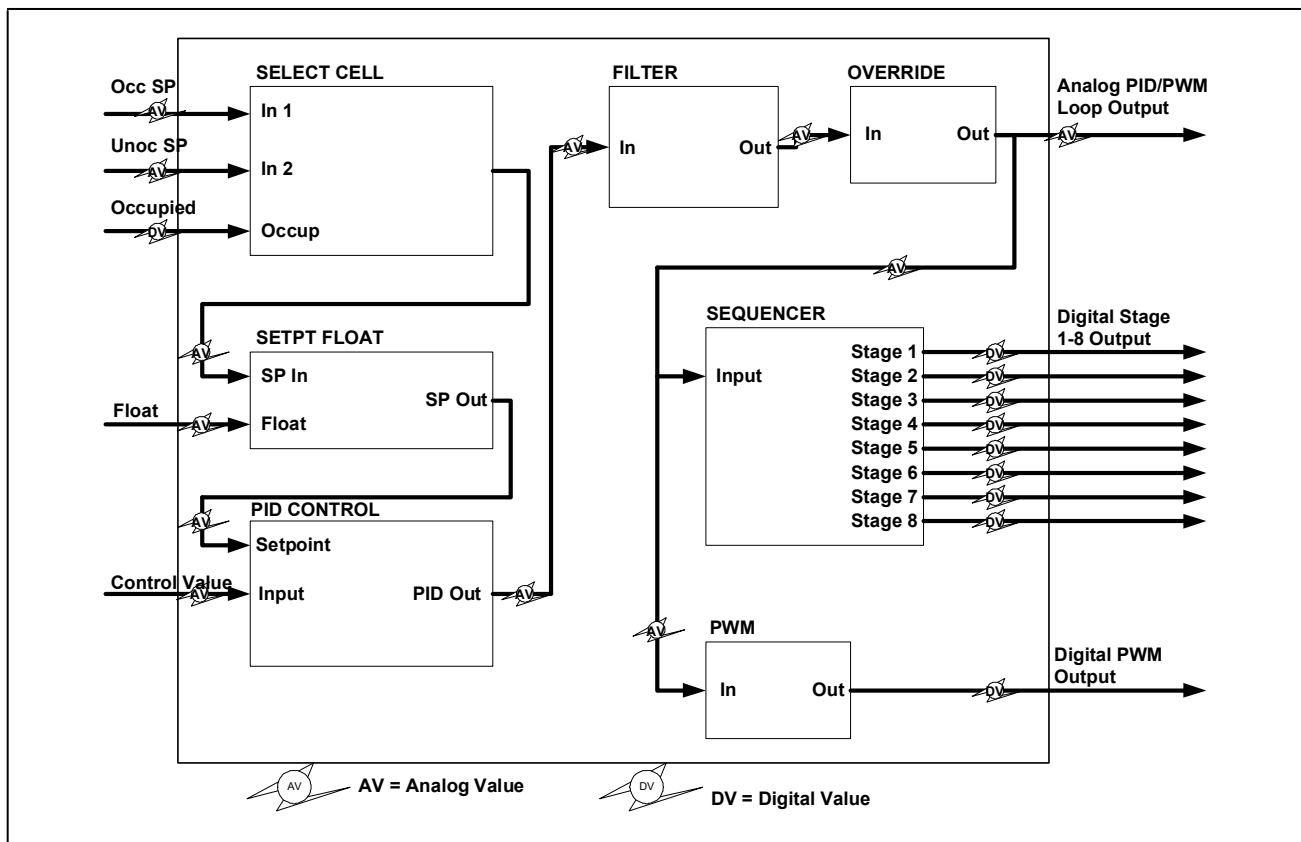 SELECT CELL
Occ SP
AV
In 1
Unoc SP
AV
In 2
Occupied
DV
Occup
FILTER
AV
In
Out
AV
OVERRIDE
In
Out
AV
Analog PID/PWM
Loop Output
AV
SETPT FLOAT
AV
SP In
SP Out
Float
AV
Float
PID CONTROL
AV
Setpoint
Control Value
AV
Input
PID Out
AV
SEQUENCER
Input
Stage 1
Stage 2
Stage 3
Stage 4
Stage 5
Stage 6
Stage 7
Stage 8
DV
DV
DV
DV
DV
DV
DV
DV
Digital Stage
1-8 Output
AV
PWM
In
Out
DV
Digital PWM
Output
AV
AV = Analog Value
DV
DV = Digital Value